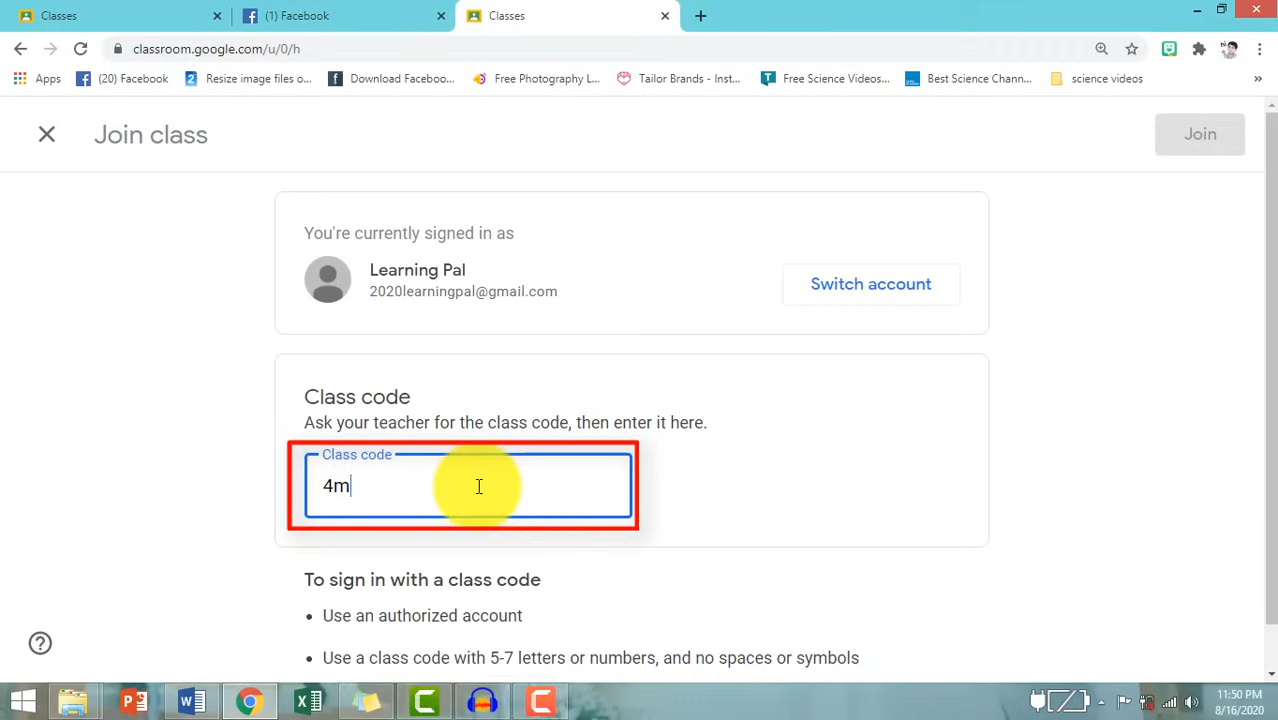 Classes
(1) Facebook
Classes
classroom.google.com/u/0/h
Apps
(20) Facebook
Resize image files o...
Download Faceboo...
Free Photography L...
Tailor Brands - Inst...
Free Science Videos...
Best Science Chann...
science videos
»
Join class
Join
You're currently signed in as
Learning Pal
2020learningpal@gmail.com
Switch account
Class code
Ask your teacher for the class code, then enter it here.
Class code
4m
To sign in with a class code
• Use an authorized account
• Use a class code with 5-7 letters or numbers, and no spaces or symbols
11:50 PM
8/16/2020